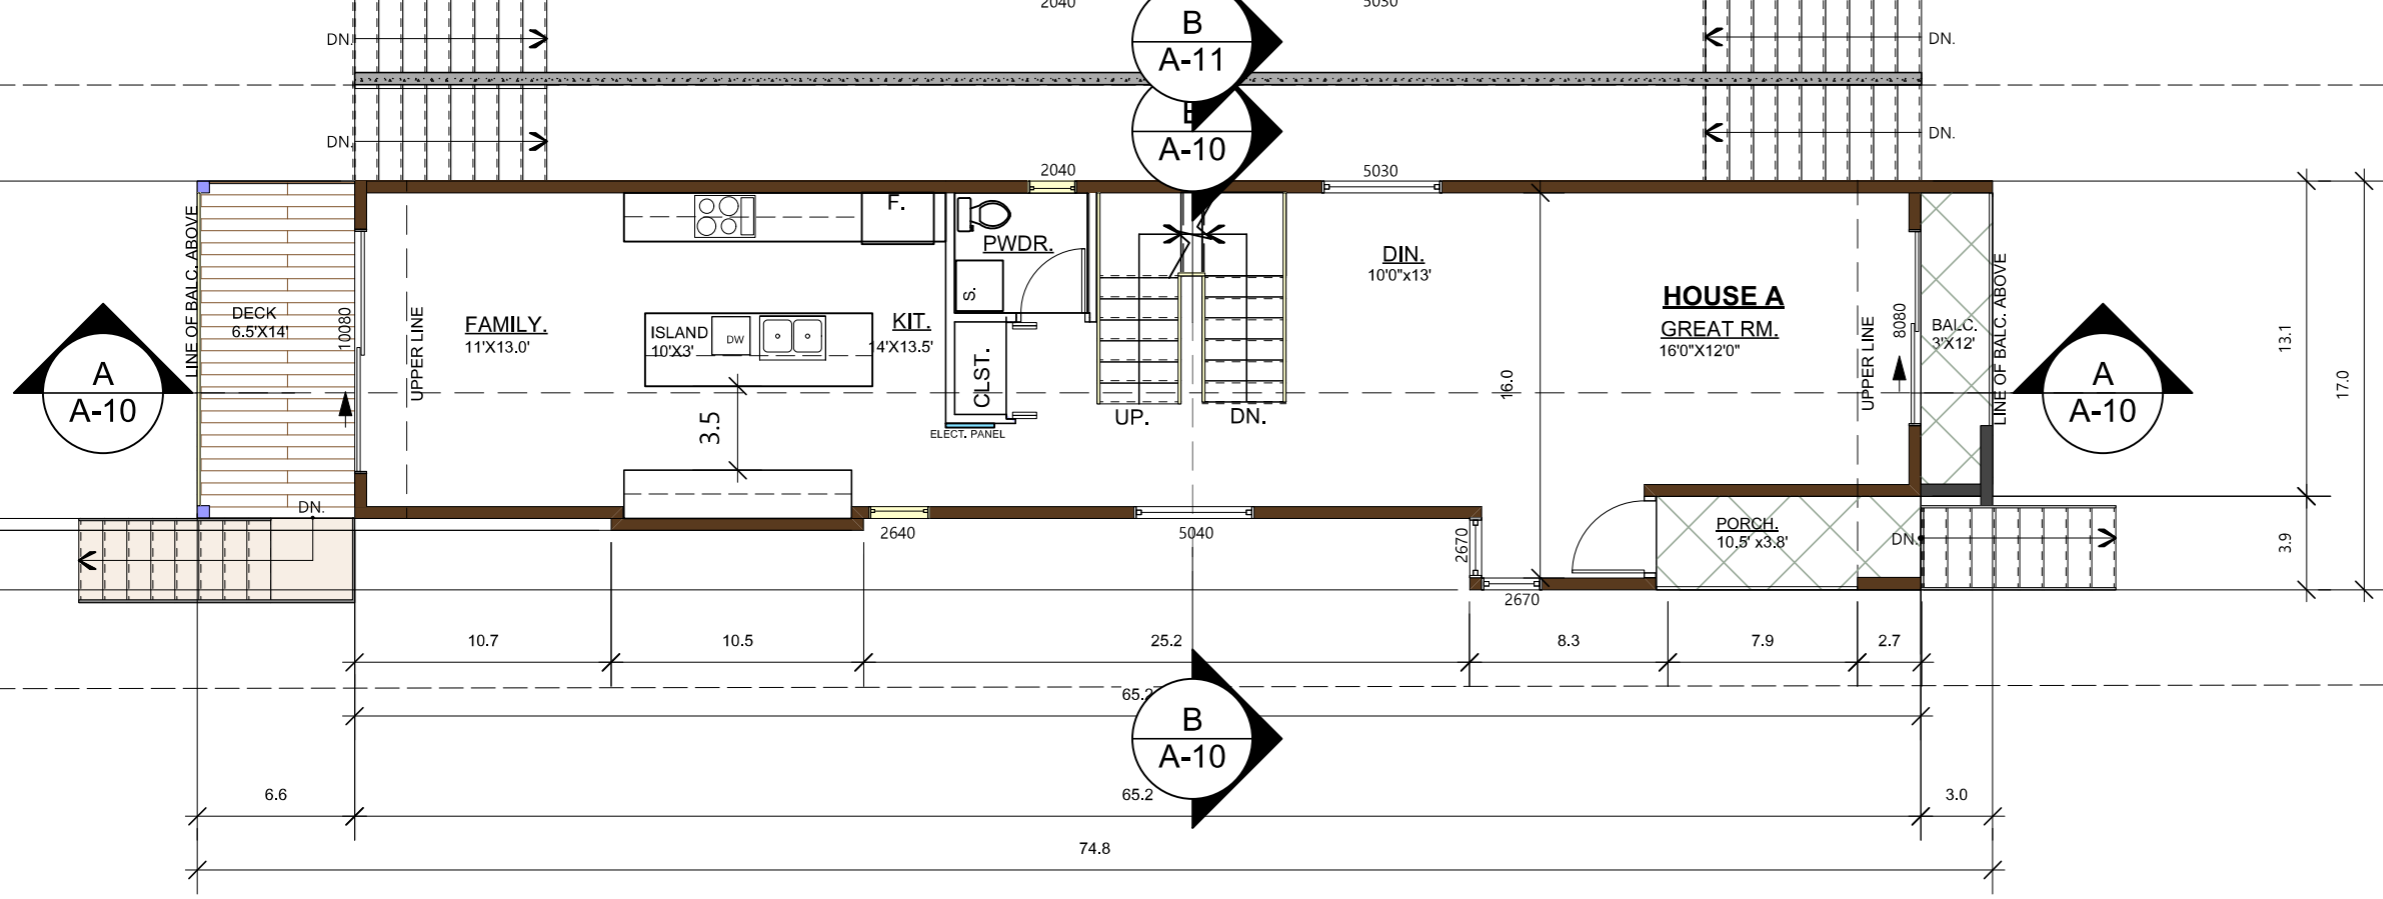 2040
5030
B
A-11
DN.
DN.
DN.
DN.
A-10
2040
5030
F.
PWDR.
S.
DIN.
10'0"x13'
HOUSE A
GREAT RM.
16'0"X12'0"
LINE OF BALC. ABOVE
DECK
6.5'X14'
10080
UPPER LINE
FAMILY.
11'X13.0'
ISLAND
10'X3'
DW
KIT.
14'X13.5'
CLST.
ELECT. PANEL
UP.
DN.
16.0
UPPER LINE
8080
BALC.
3'X12'
LINE OF BALC. ABOVE
13.1
17.0
A
A-10
A
A-10
3.5
DN.
2640
5040
2670
2670
PORCH.
10.5' x3.8'
DN.
3.9
10.7
10.5
25.2
8.3
7.9
2.7
65.2
B
A-10
6.6
65.2
3.0
74.8